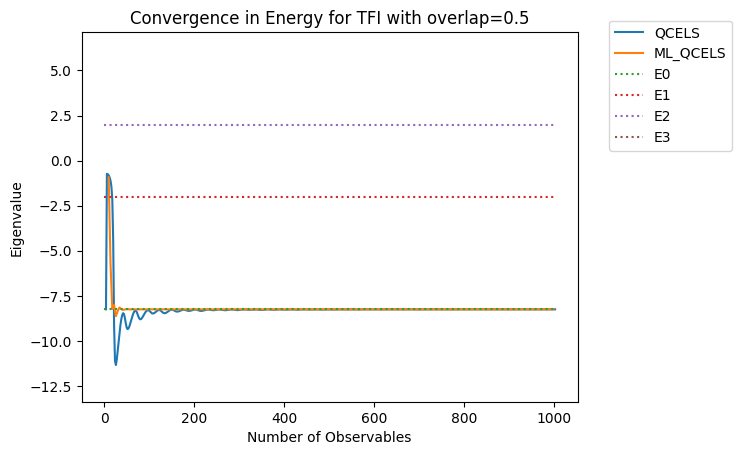 Convergence in Energy for TFI with overlap=0.5
QCELS
ML_QCELS
E0
E1
E2
E3
Eigenvalue
5.0
2.5
0.0
−2.5
−5.0
−7.5
−10.0
−12.5
0 200 400 600 800 1000
Number of Observables